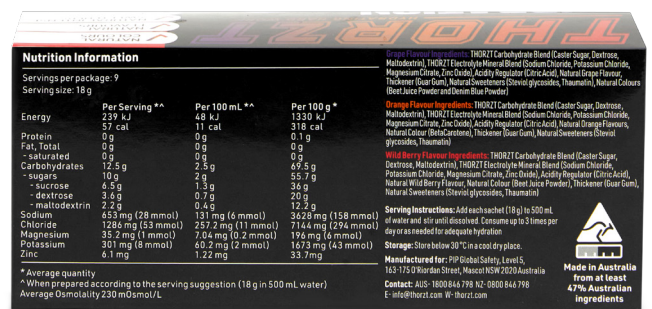 THORZT
NATURAL
COLOURS
NATURAL
Nutrition Information
Servings per package: 9
Serving size: 18 g
Per Serving *^ Per 100 mL *^ Per 100 g *
Energy 239 kJ 48 kJ 1330 kJ
57 cal 11 cal 318 cal
Protein 0 g 0 g 0.1 g
Fat, Total 0 g 0 g 0 g
- saturated 0 g 0 g 0 g
Carbohydrates 12.5 g 2.5 g 69.5 g
- sugars 10 g 2 g 55.7 g
- sucrose 6.5 g 1.3 g 36 g
- dextrose 3.6 g 0.7 g 20 g
- maltodextrin 2.2 g 0.4 g 12.2 g
Sodium 653 mg (28 mmol) 131 mg (6 mmol) 3628 mg (158 mmol)
Chloride 1286 mg (53 mmol) 257.2 mg (11 mmol) 7144 mg (294 mmol)
Magnesium 35.2 mg (1 mmol) 7.04 mg (0.2 mmol) 196 mg (6 mmol)
Potassium 301 mg (8 mmol) 60.2 mg (2 mmol) 1673 mg (43 mmol)
Zinc 6.1 mg 1.22 mg 33.7mg
* Average quantity
^ When prepared according to the serving suggestion (18 g in 500 mL water)
Average Osmolality 230 mOsmol/L
Grape Flavour Ingredients: THORZT Carbohydrate Blend (Caster Sugar, Dextrose,
Maltodextrin), THORZT Electrolyte Mineral Blend (Sodium Chloride, Potassium Chloride,
Magnesium Citrate, Zinc Oxide), Acidity Regulator (Citric Acid), Natural Grape Flavour,
Thickener (Guar Gum), Natural Sweeteners (Steviol glycosides, Thaumatin), Natural Colours
(Beet Juice Powder and Denim Blue Powder)
Orange Flavour Ingredients: THORZT Carbohydrate Blend (Caster Sugar, Dextrose,
Maltodextrin), THORZT Electrolyte Mineral Blend (Sodium Chloride, Potassium Chloride,
Magnesium Citrate, Zinc Oxide), Acidity Regulator (Citric Acid), Natural Orange Flavours,
Natural Colour (BetaCarotene), Thickener (Guar Gum), Natural Sweeteners (Steviol
glycosides, Thaumatin)
Wild Berry Flavour Ingredients: THORZT Carbohydrate Blend (Caster Sugar,
Dextrose, Maltodextrin), THORZT Electrolyte Mineral Blend (Sodium Chloride,
Potassium Chloride, Magnesium Citrate, Zinc Oxide), Acidity Regulator (Citric Acid),
Natural Wild Berry Flavour, Natural Colour (Beet Juice Powder), Thickener (Guar Gum),
Natural Sweeteners (Steviol glycosides, Thaumatin)
Serving Instructions: Add each sachet (18 g) to 500 mL
of water and stir until dissolved. Consume up to 3 times per
day or as needed for adequate hydration
Storage: Store below 30°C in a cool dry place.
Manufactured for: PIP Global Safety, Level 5,
163-175 O'Riordan Street, Mascot NSW 2020 Australia
Contact: AUS- 1800 846 798 NZ- 0800 846 798
E- info@thorzt.com W- thorzt.com
Made in Australia
from at least
47% Australian
ingredients